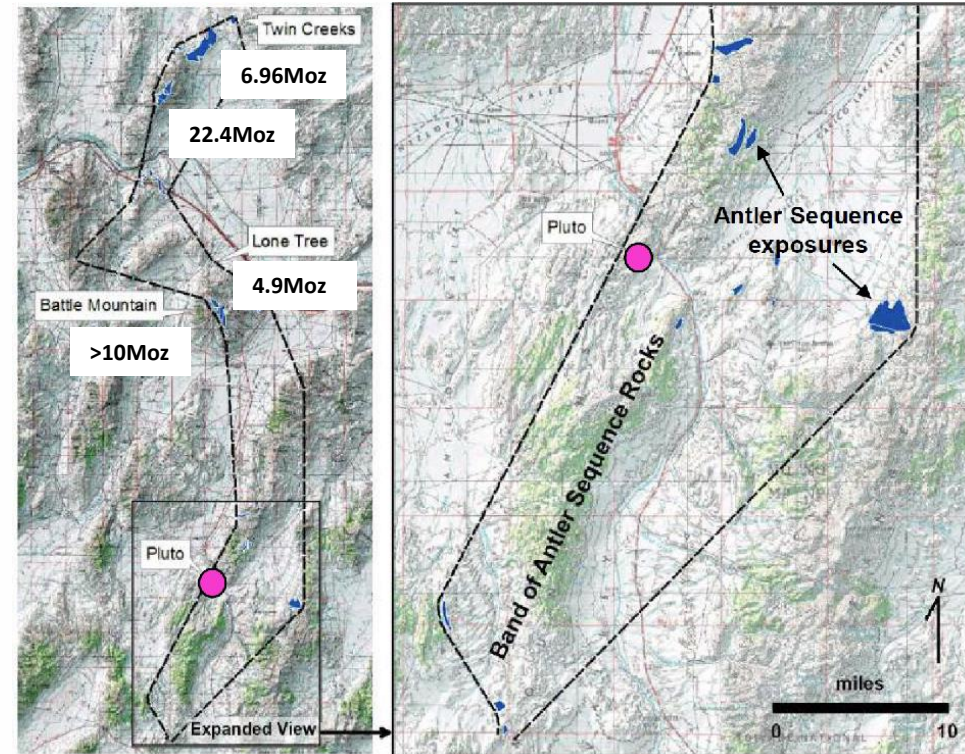 Twin Creeks
6.96Moz
22.4Moz
Lone Tree
4.9Moz
Battle Mountain
>10Moz
Pluto
Expanded View
VALLEY
Antler Sequence
exposures
Pluto
Band of Antler Sequence Rocks
N
miles
0 10